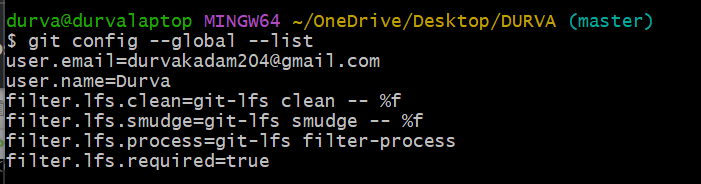 durva@durvalaptop MINGW64 ~/OneDrive/Desktop/DURVA (master)
$ git config --global --list
user.email=durvakadam204@gmail.com
user.name=Durva
filter.lfs.clean=git-lfs clean -- %f
filter.lfs.smudge=git-lfs smudge -- %f
filter.lfs.process=git-lfs filter-process
filter.lfs.required=true